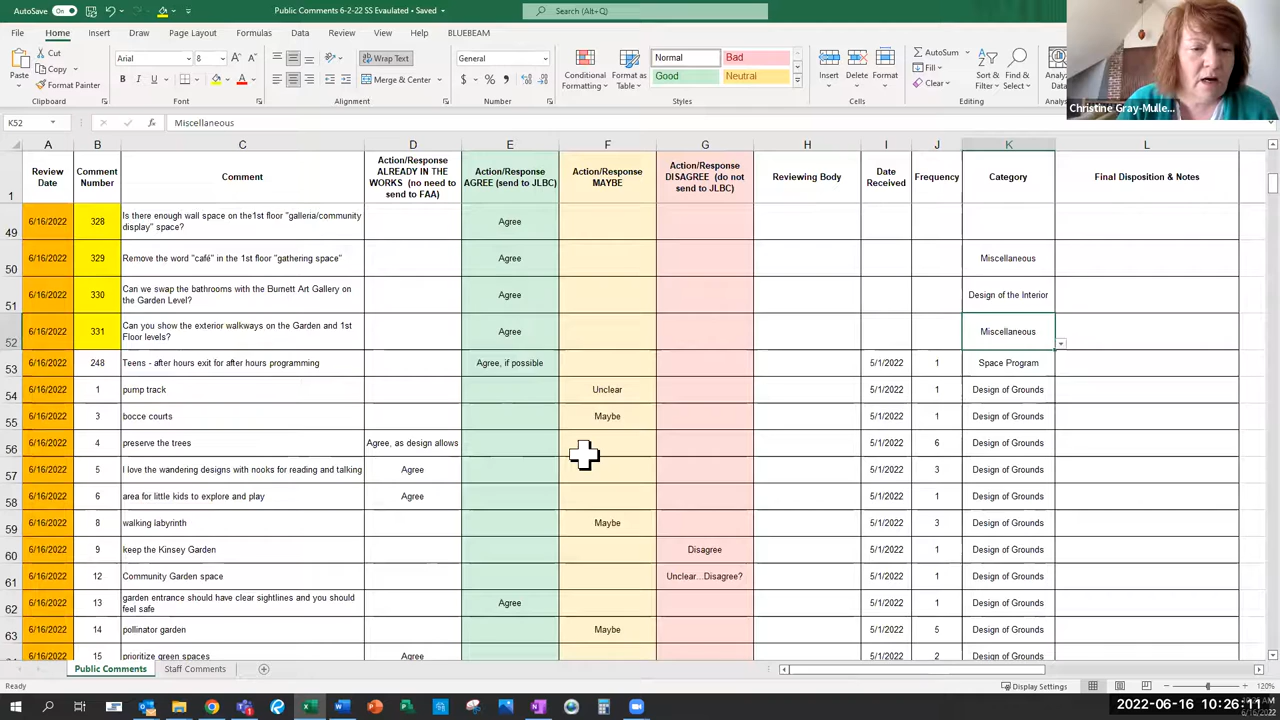 AutoSave On Public Comments 6-2-22 SS Evaulated • Saved Search (Alt+Q)
File Home Insert Draw Page Layout Formulas Data Review View Help BLUEBEAM
Paste Cut Copy Format Painter Clipboard
Arial 8 B I U Font
Wrap Text Merge & Center Alignment
General $ % Number
Conditional Formatting Format as Table Normal Bad Good Neutral Styles
Insert Delete Format Cells
AutoSum Fill Clear Sort & Filter Find & Select Editing
Christine Gray-Mulle...
K52 Miscellaneous
A B C D E F G H I J K L
1 Review Date Comment Number Comment Action/Response ALREADY IN THE WORKS (no need to send to FAA) Action/Response AGREE (send to JLBC) Action/Response MAYBE Action/Response DISAGREE (do not send to JLBC) Reviewing Body Date Received Frequency Category Final Disposition & Notes
49 6/16/2022 328 Is there enough wall space on the1st floor "galleria/community display" space? Agree
50 6/16/2022 329 Remove the word "café" in the 1st floor "gathering space" Agree Miscellaneous
51 6/16/2022 330 Can we swap the bathrooms with the Burnett Art Gallery on the Garden Level? Agree Design of the Interior
52 6/16/2022 331 Can you show the exterior walkways on the Garden and 1st Floor levels? Agree Miscellaneous
53 6/16/2022 248 Teens - after hours exit for after hours programming Agree, if possible 5/1/2022 1 Space Program
54 6/16/2022 1 pump track Unclear 5/1/2022 1 Design of Grounds
55 6/16/2022 3 bocce courts Maybe 5/1/2022 1 Design of Grounds
56 6/16/2022 4 preserve the trees Agree, as design allows 5/1/2022 6 Design of Grounds
57 6/16/2022 5 I love the wandering designs with nooks for reading and talking Agree 5/1/2022 3 Design of Grounds
58 6/16/2022 6 area for little kids to explore and play Agree 5/1/2022 1 Design of Grounds
59 6/16/2022 8 walking labyrinth Maybe 5/1/2022 3 Design of Grounds
60 6/16/2022 9 keep the Kinsey Garden Disagree 5/1/2022 1 Design of Grounds
61 6/16/2022 12 Community Garden space Unclear...Disagree? 5/1/2022 1 Design of Grounds
62 6/16/2022 13 garden entrance should have clear sightlines and you should feel safe Agree 5/1/2022 1 Design of Grounds
63 6/16/2022 14 pollinator garden Maybe 5/1/2022 5 Design of Grounds
6/16/2022 15 prioritize green spaces Agree 5/1/2022 2 Design of Grounds
Public Comments Staff Comments
Ready Display Settings 120%
2022-06-16 10:26:11